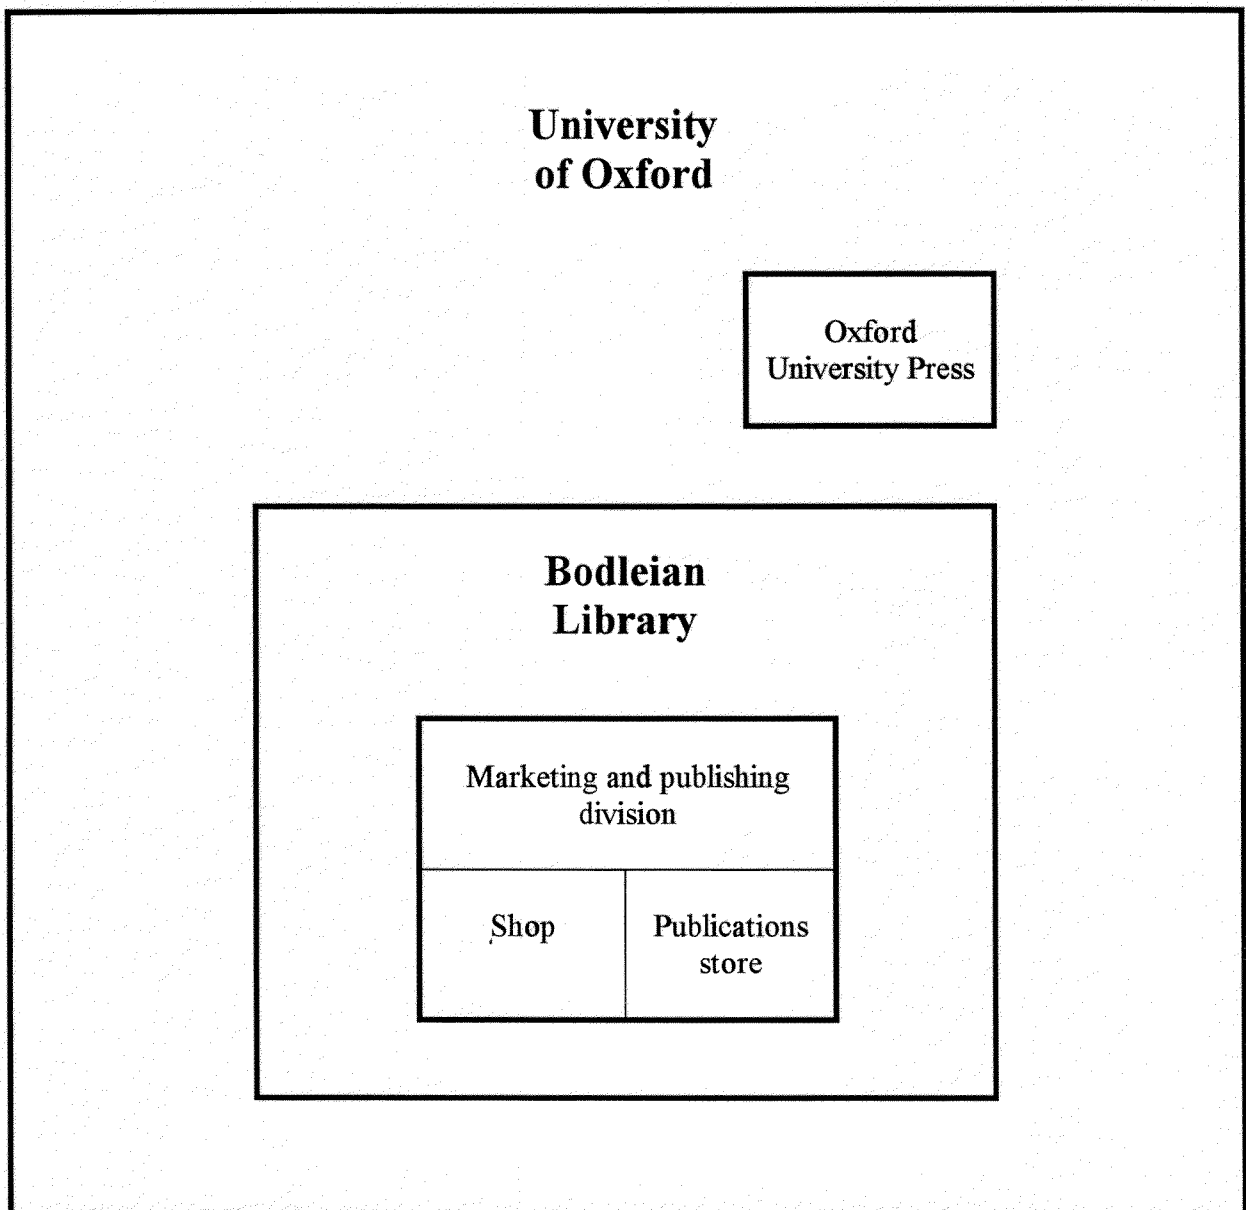 University
of Oxford
Oxford
University Press
Bodleian
Library
Marketing and publishing
division
Shop
Publications
store